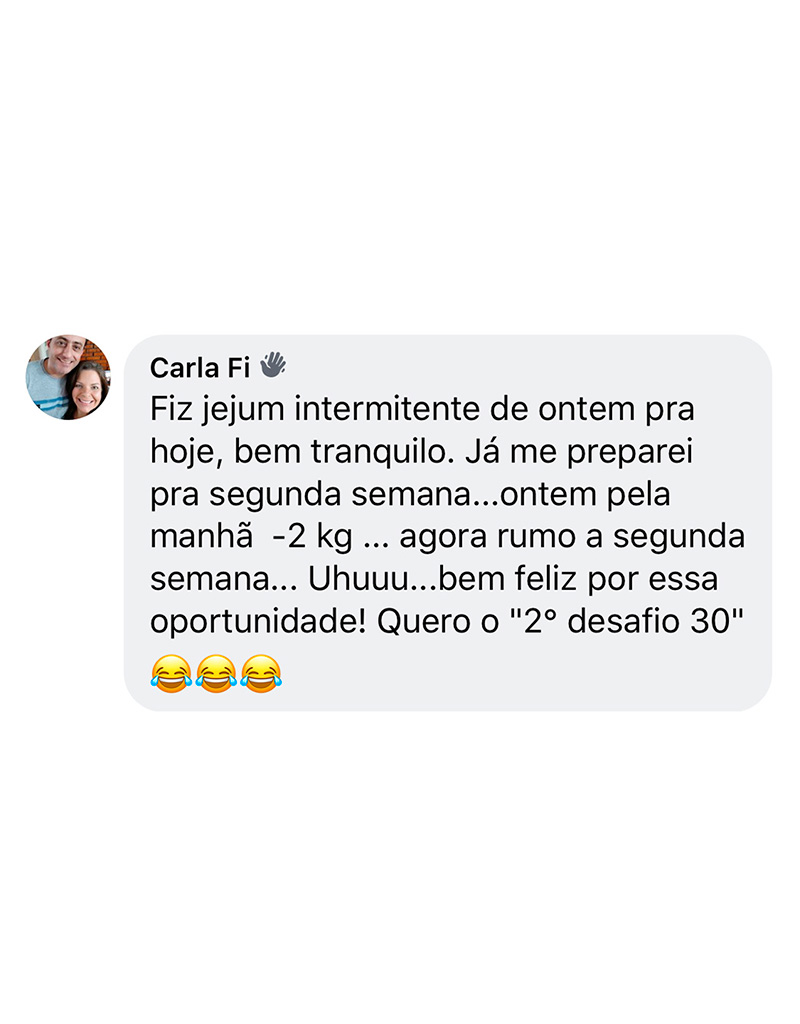 Carla Fi 👋
Fiz jejum intermitente de ontem pra
hoje, bem tranquilo. Já me preparei
pra segunda semana...ontem pela
manhã  -2 kg ... agora rumo a segunda
semana... Uhuuu...bem feliz por essa
oportunidade! Quero o "2° desafio 30"
😂😂😂